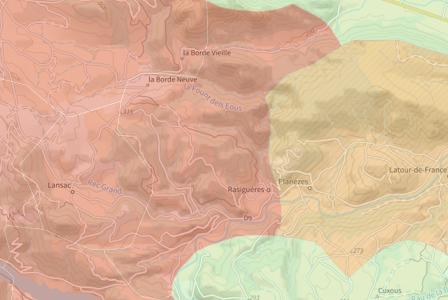 la Borde Vieille
la Borde Neuve
la Fount dels Eous
Latour-de-France
Lansac
Rec Grand
Rasiguères
Planèzes
D9
Cuxous